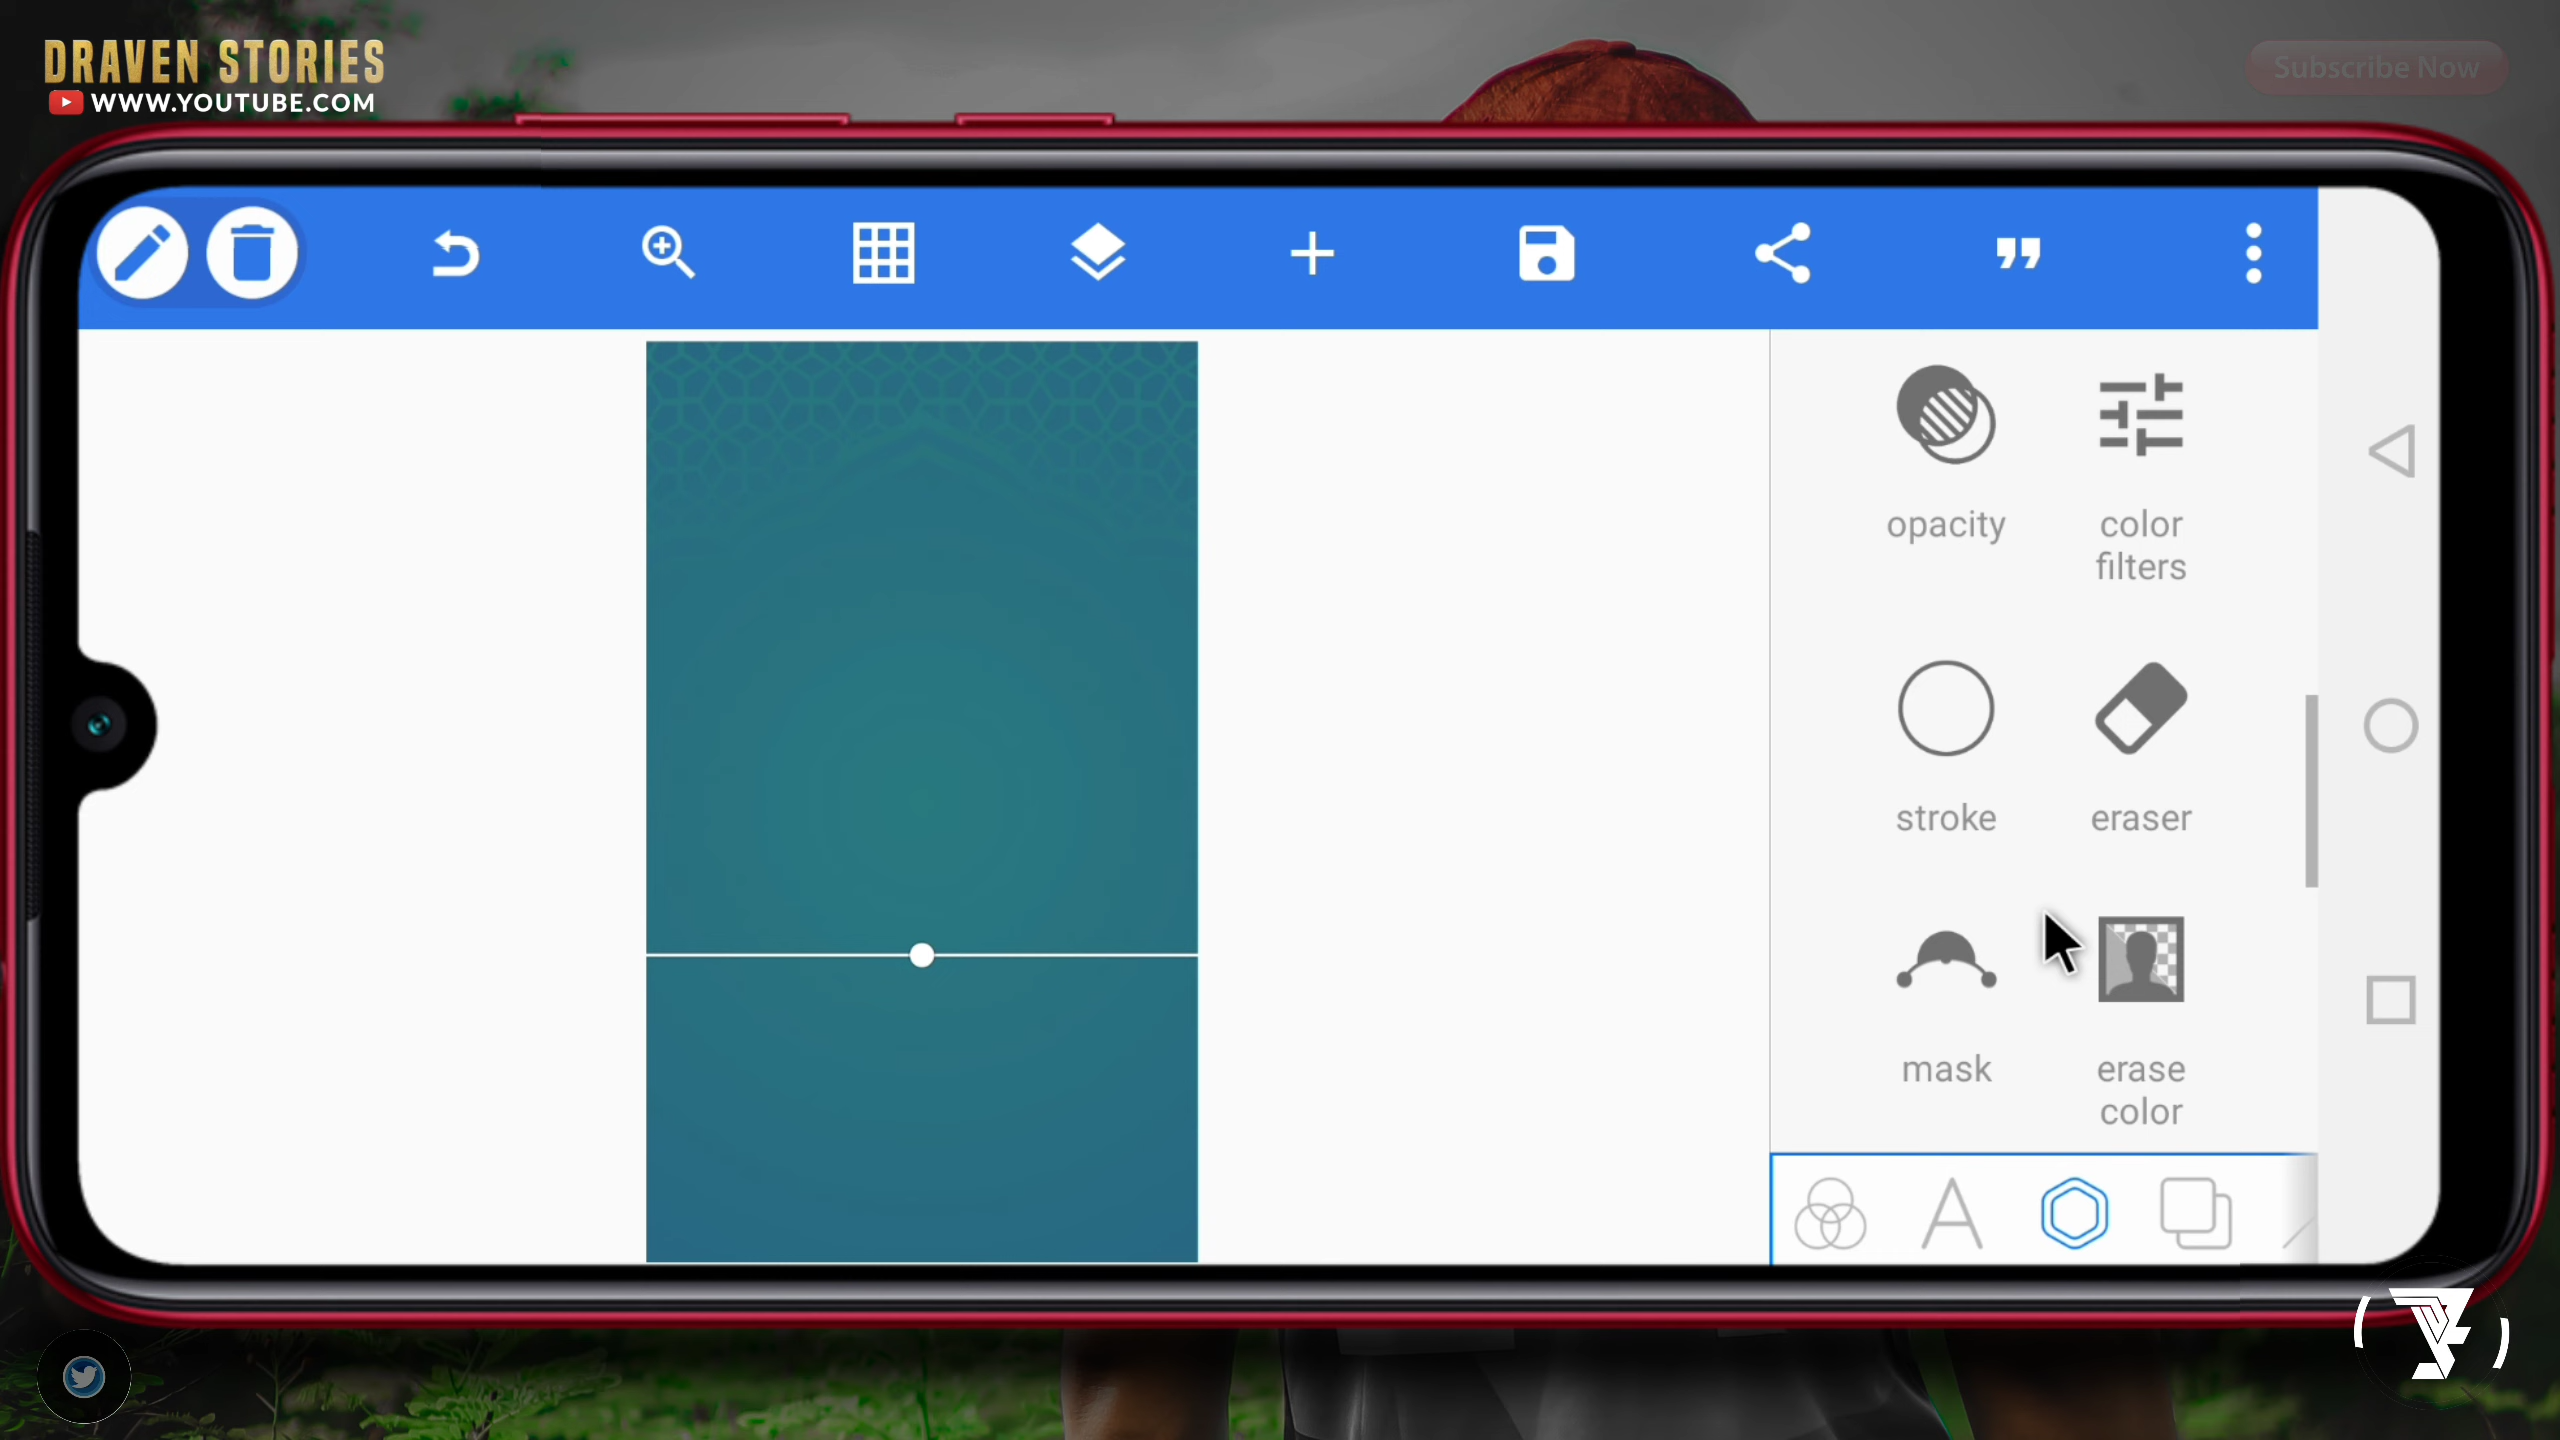 DRAVEN STORIES
WWW.YOUTUBE.COM
Subscribe Now
opacity
color
filters
stroke
eraser
mask
erase
color